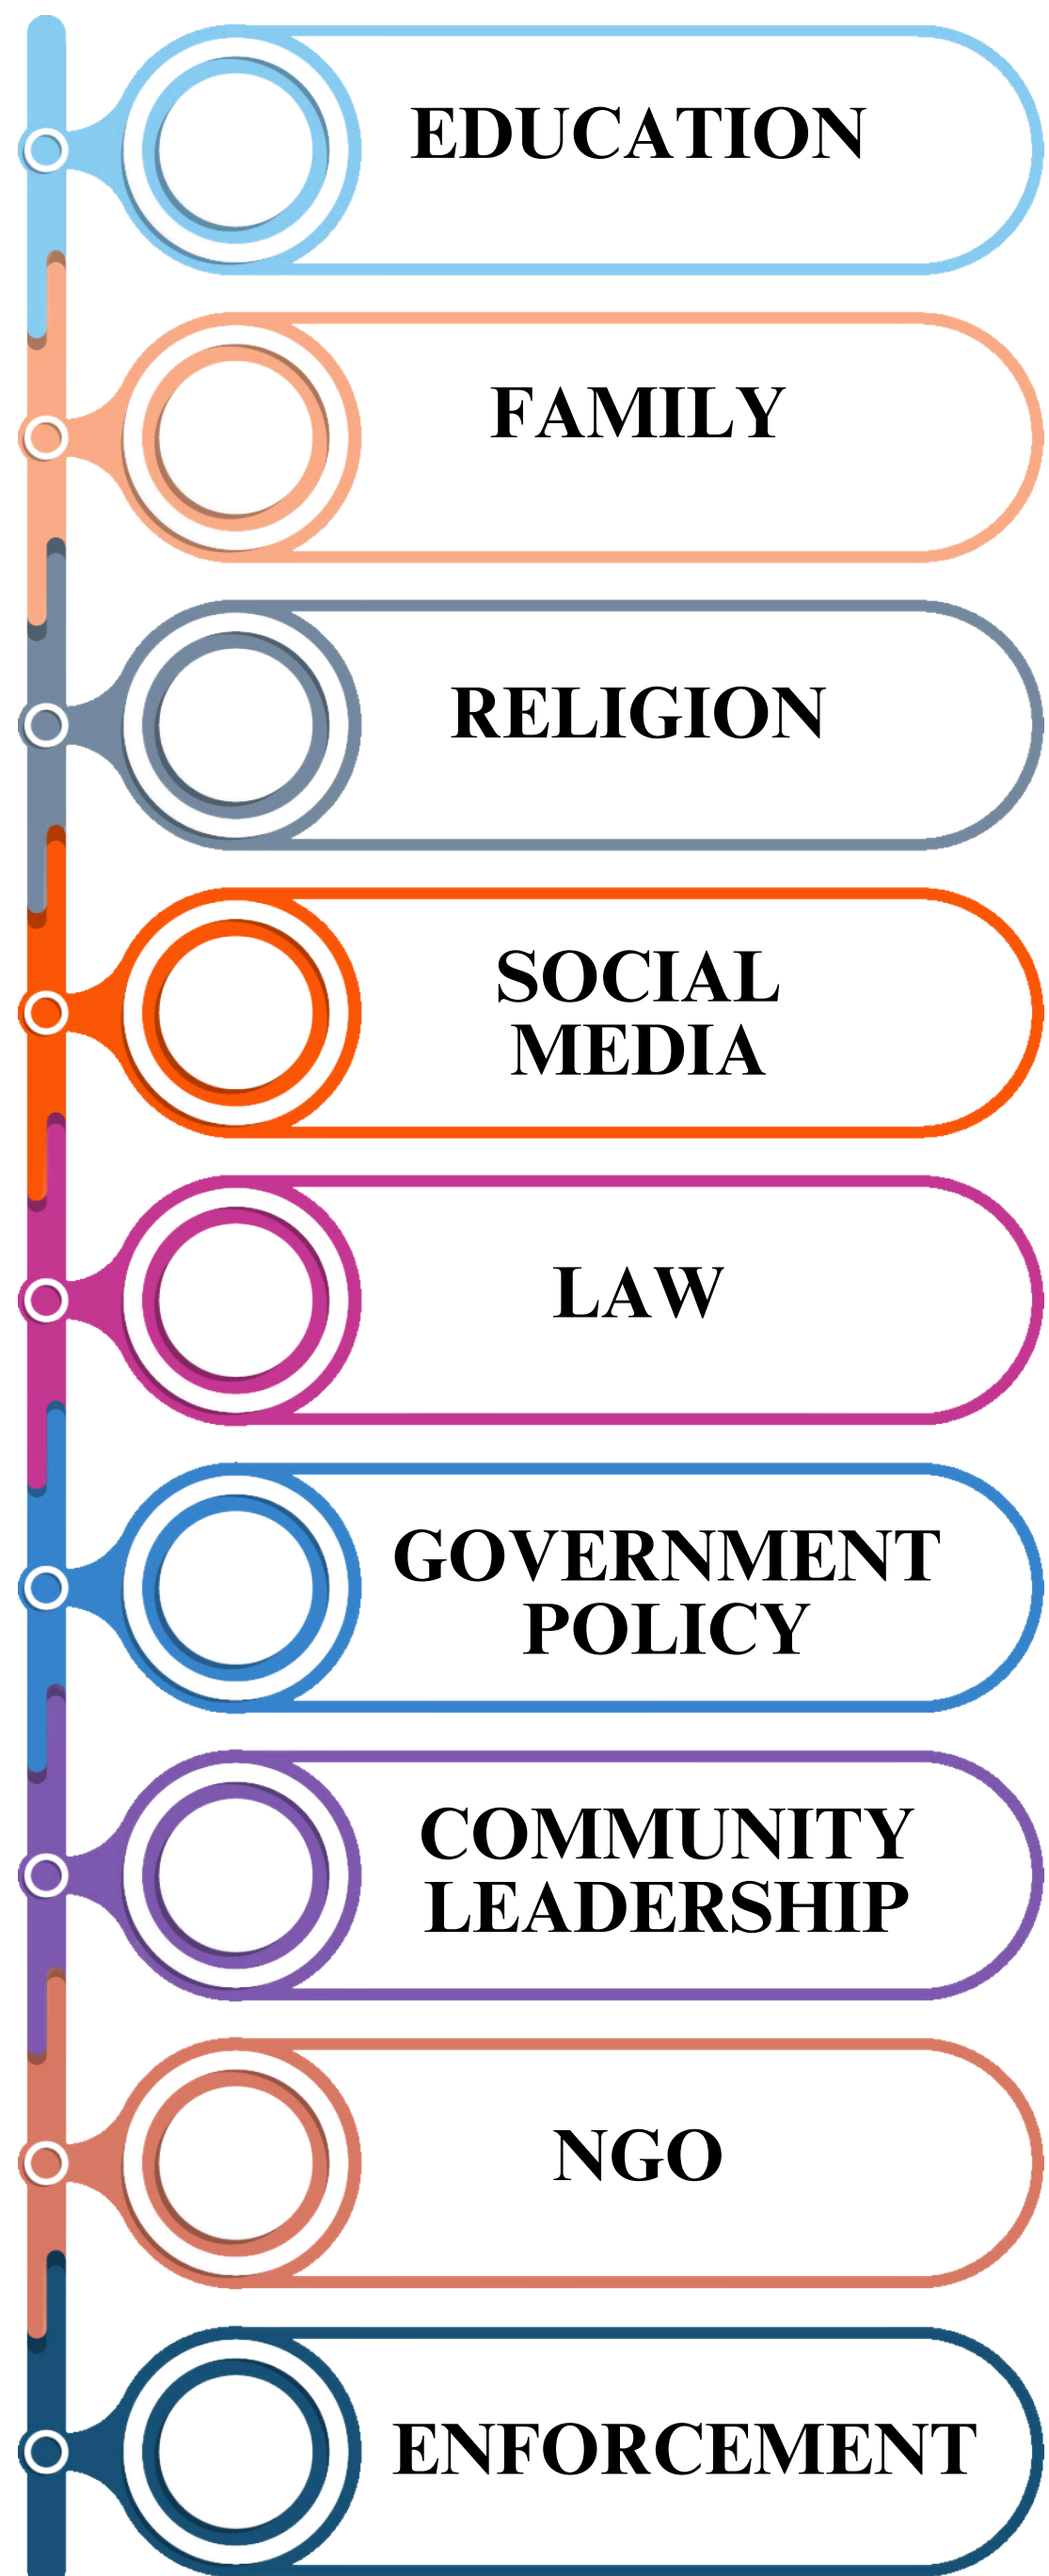 EDUCATION
FAMILY
RELIGION
SOCIAL
MEDIA
LAW
GOVERNMENT
POLICY
COMMUNITY
LEADERSHIP
NGO
ENFORCEMENT